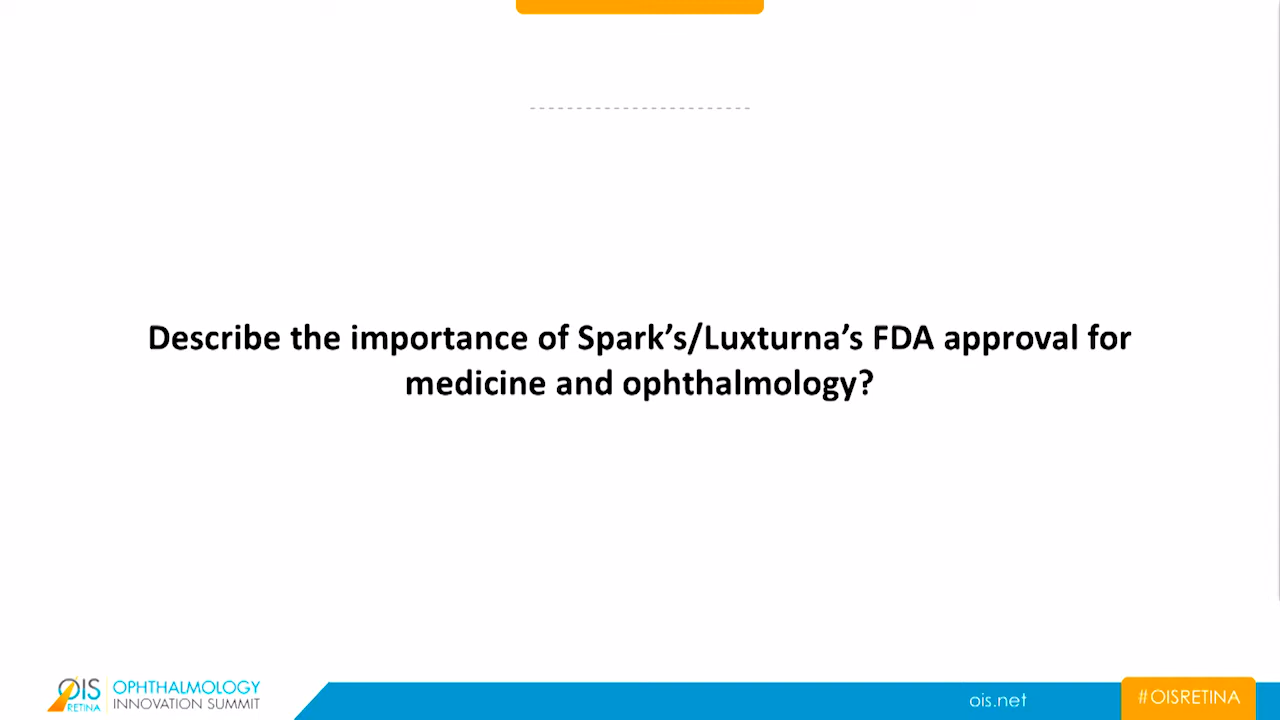 Describe the importance of Spark’s/Luxturna’s FDA approval for
medicine and ophthalmology?
OIS
RETINA
OPHTHALMOLOGY
INNOVATION SUMMIT
ois.net
#OISRETINA